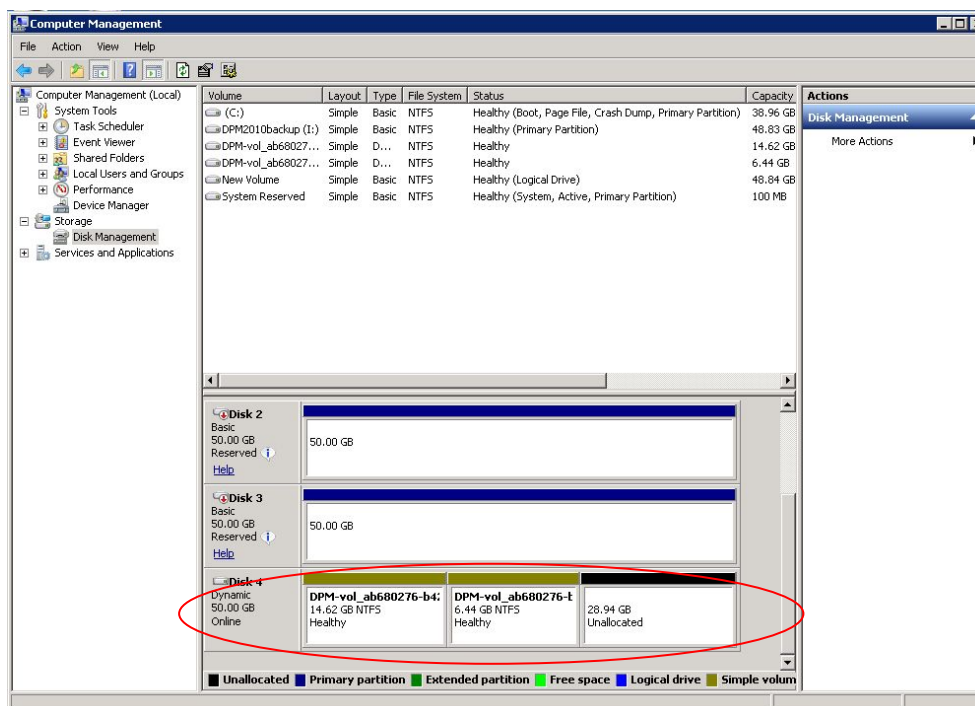 Computer Management
File Action View Help
Computer Management (Local)
System Tools
Task Scheduler
Event Viewer
Shared Folders
Local Users and Groups
Performance
Device Manager
Storage
Disk Management
Services and Applications
Volume Layout Type File System Status Capacity
(C:) Simple Basic NTFS Healthy (Boot, Page File, Crash Dump, Primary Partition) 38.96 GB
DPM2010backup (I:) Simple Basic NTFS Healthy (Primary Partition) 48.83 GB
DPM-vol_ab68027... Simple D... NTFS Healthy 14.62 GB
DPM-vol_ab68027... Simple D... NTFS Healthy 6.44 GB
New Volume Simple Basic NTFS Healthy (Logical Drive) 48.84 GB
System Reserved Simple Basic NTFS Healthy (System, Active, Primary Partition) 100 MB
Actions
Disk Management
More Actions
Disk 2
Basic
50.00 GB
Reserved
Help
50.00 GB
Disk 3
Basic
50.00 GB
Reserved
Help
50.00 GB
Disk 4
Dynamic
50.00 GB
Online
DPM-vol_ab680276-b4
14.62 GB NTFS
Healthy
DPM-vol_ab680276-
6.44 GB NTFS
Healthy
28.94 GB
Unallocated
Unallocated Primary partition Extended partition Free space Logical drive Simple volum